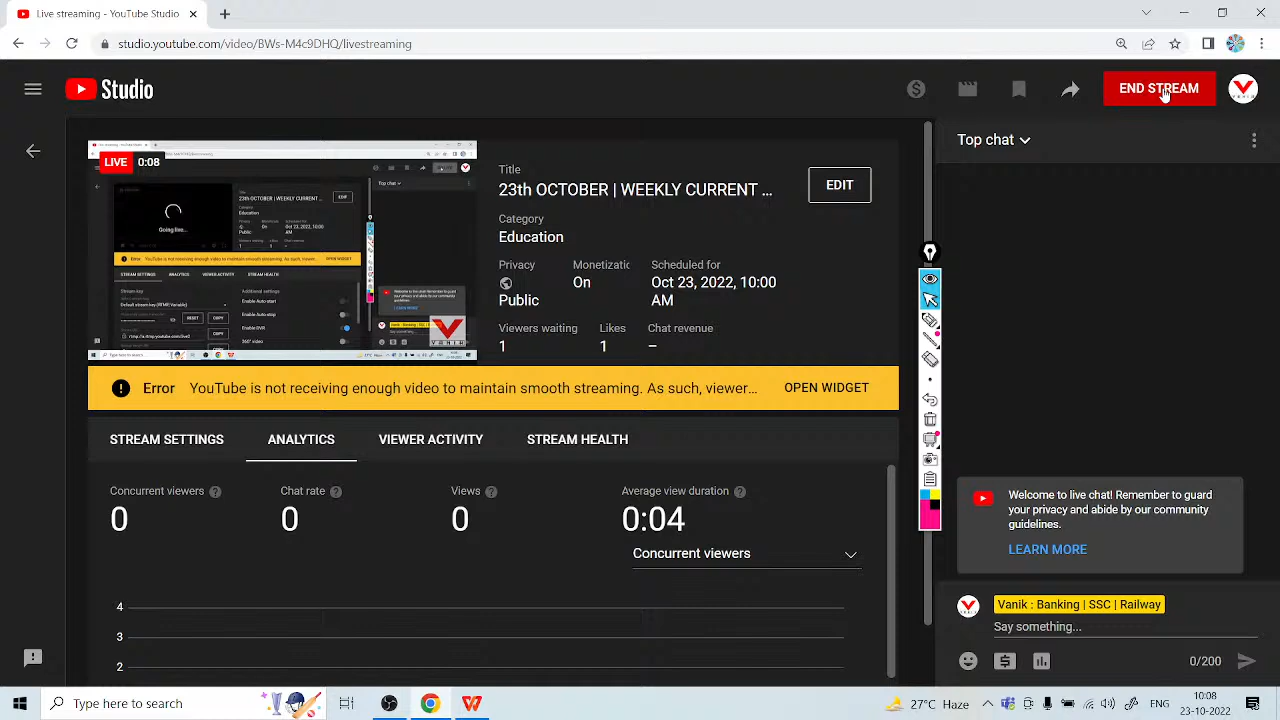 Live streaming - YouTube Studio
studio.youtube.com/video/BWs-M4c9DHQ/livestreaming
Studio
END STREAM
VANIK
LIVE 0:08
Going live...
Title
23th OCTOBER | WEEKLY CURRENT ...
EDIT
Category
Education
Privacy
Public
On
Oct 23, 2022, 10:00
AM
Viewers waiting
Chat revenue
1
1
–
Error YouTube is not receiving enough video to maintain smooth streaming. As such, viewer... OPEN WIDGET
STREAM SETTINGS ANALYTICS VIEWER ACTIVITY STREAM HEALTH
Concurrent viewers Chat rate Views Average view duration
0 0 0 0:04
Concurrent viewers
4
3
2
Top chat
Welcome to live chat! Remember to guard
your privacy and abide by our community
guidelines.
LEARN MORE
Vanik : Banking | SSC | Railway
Say something...
0/200
Type here to search
27°C Haze
ENG
10:08
23-10-2022